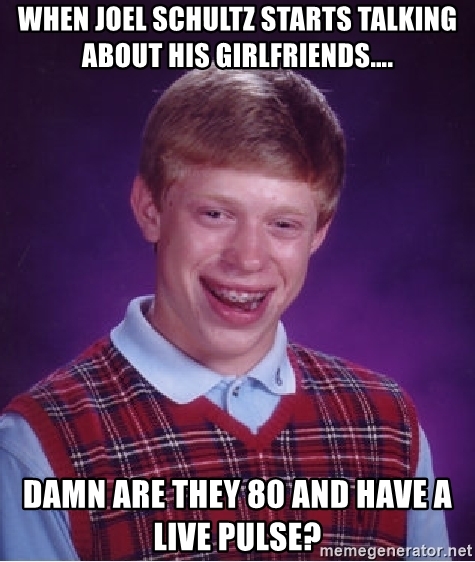 WHEN JOEL SCHULTZ STARTS TALKING
ABOUT HIS GIRLFRIENDS....
DAMN ARE THEY 80 AND HAVE A
LIVE PULSE?
memegenerator.net